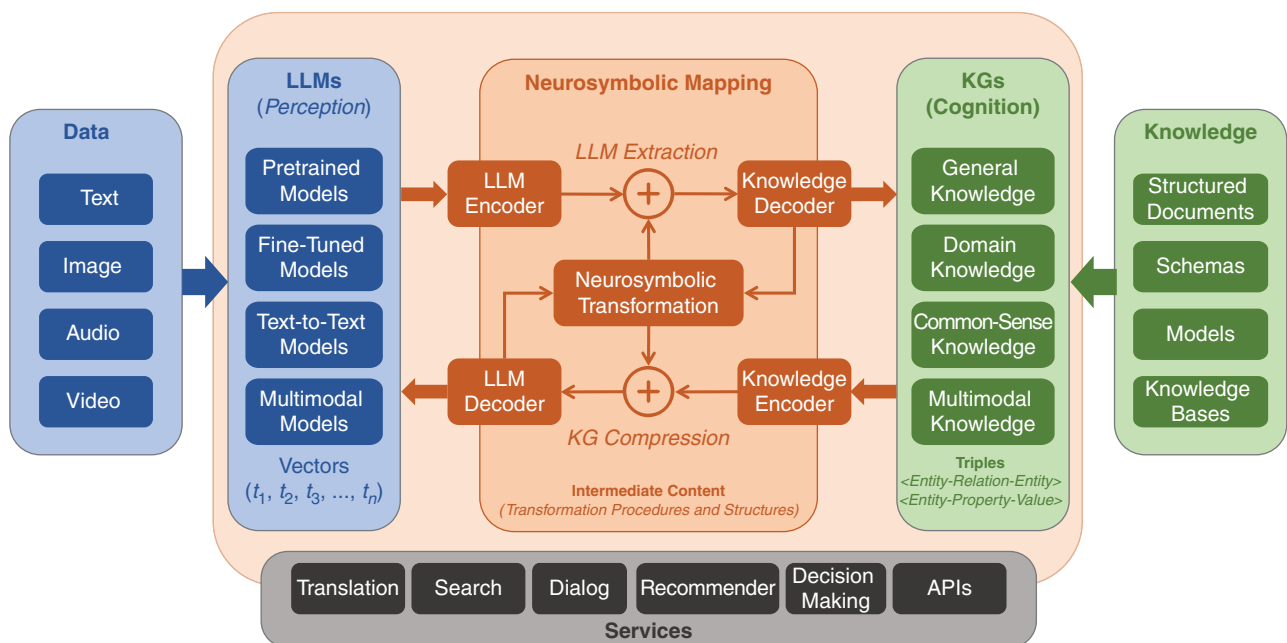 Data
Text
Image
Audio
Video
LLMs
(Perception)
Pretrained
Models
Fine-Tuned
Models
Text-to-Text
Models
Multimodal
Models
Vectors
(t1, t2, t3, ..., tn)
Neurosymbolic Mapping
LLM Extraction
LLM
Encoder
+
Knowledge
Decoder
Neurosymbolic
Transformation
LLM
Decoder
+
Knowledge
Encoder
KG Compression
Intermediate Content
(Transformation Procedures and Structures)
KGs
(Cognition)
General
Knowledge
Domain
Knowledge
Common-Sense
Knowledge
Multimodal
Knowledge
Triples
<Entity-Relation-Entity>
<Entity-Property-Value>
Knowledge
Structured
Documents
Schemas
Models
Knowledge
Bases
Translation
Search
Dialog
Recommender
Decision
Making
APIs
Services